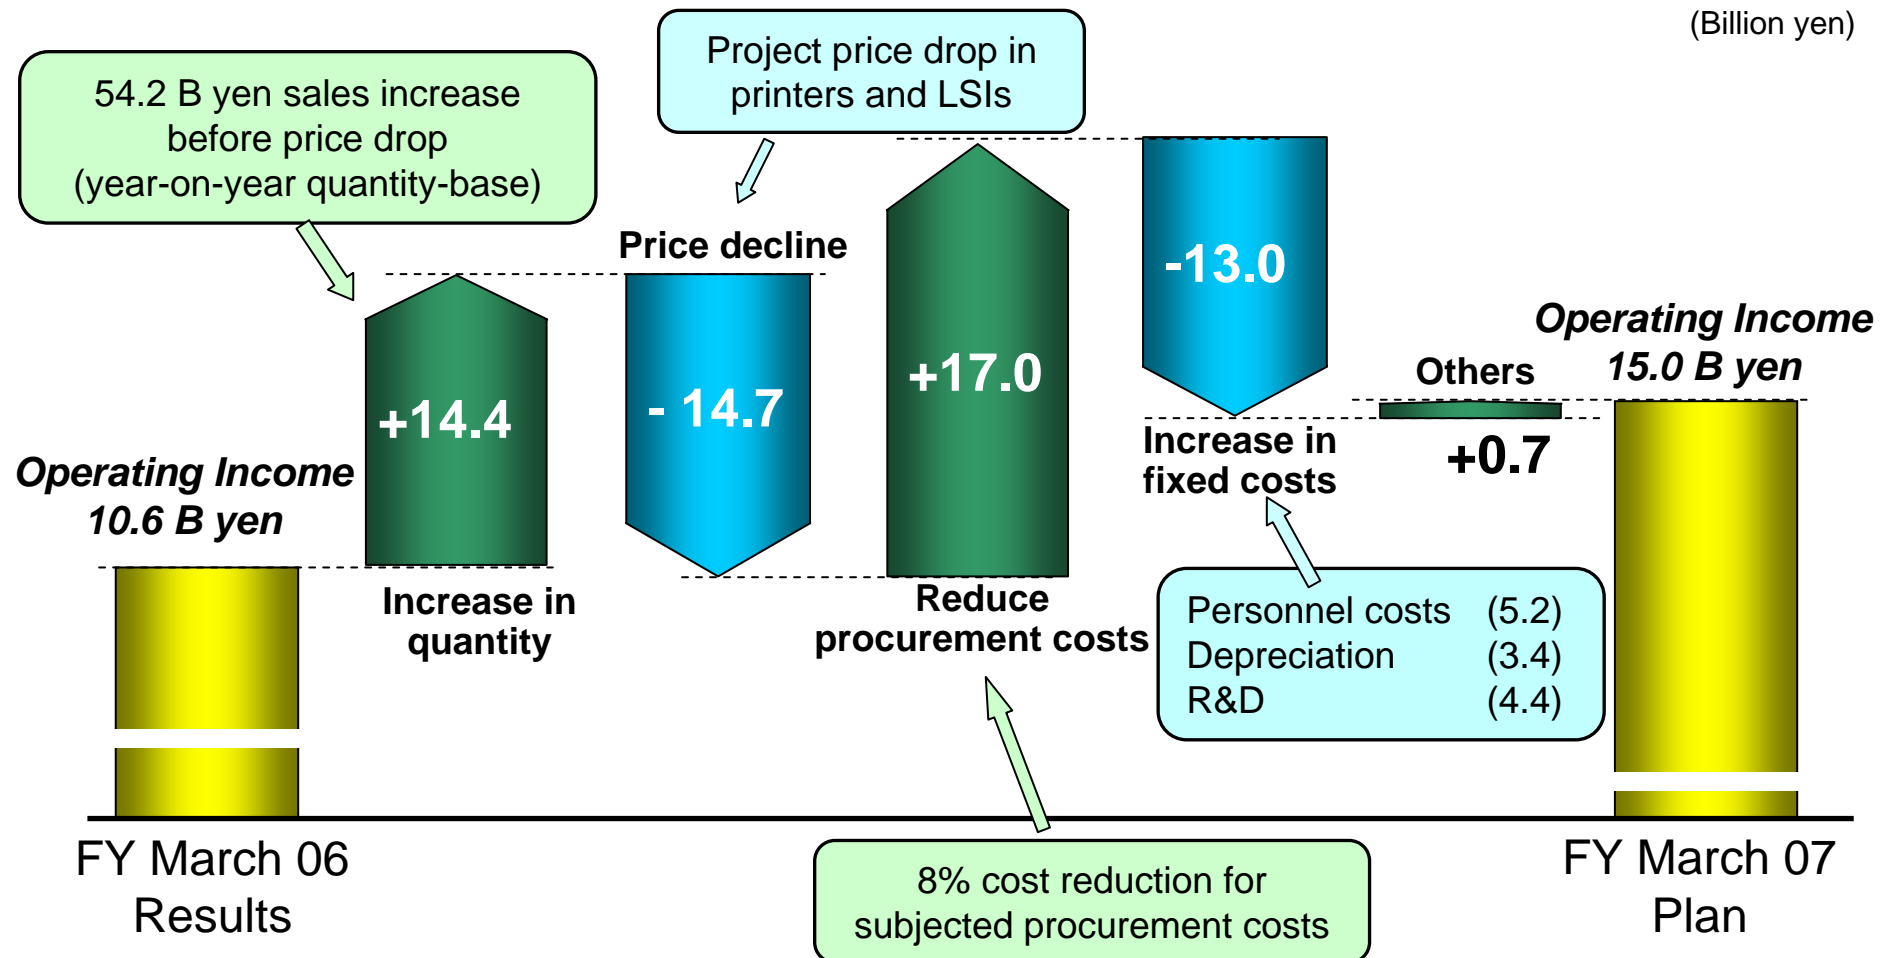 (Billion yen)
54.2 B yen sales increase
before price drop
(year-on-year quantity-base)
Project price drop in
printers and LSIs
Price decline
+14.4
- 14.7
+17.0
-13.0
Others
+0.7
Operating Income
15.0 B yen
Operating Income
10.6 B yen
Increase in
quantity
Reduce
procurement costs
Increase in
fixed costs
Personnel costs (5.2)
Depreciation (3.4)
R&D (4.4)
8% cost reduction for
subjected procurement costs
FY March 06
Results
FY March 07
Plan